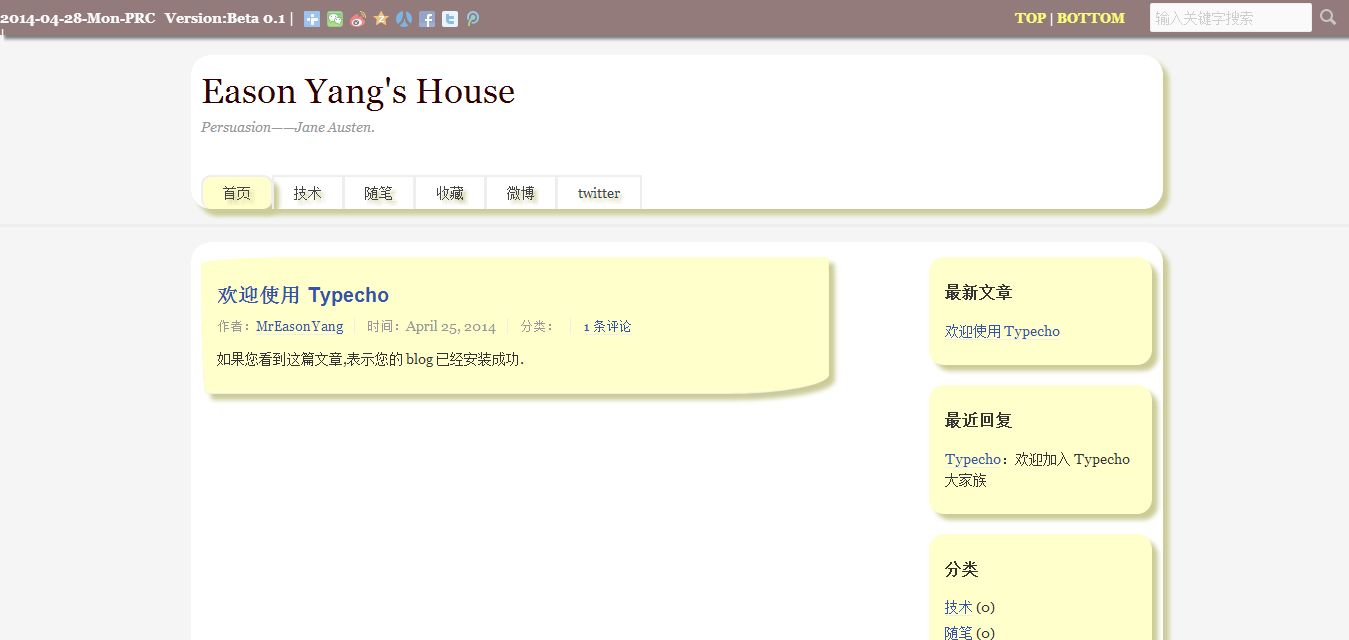 2014-04-28-Mon-PRC Version:Beta 0.1 |
TOP | BOTTOM
输入关键字搜索
Eason Yang's House
Persuasion——Jane Austen.
首页 技术 随笔 收藏 微博 twitter
欢迎使用 Typecho
作者：MrEasonYang 时间：April 25, 2014 分类： 1 条评论
如果您看到这篇文章,表示您的 blog 已经安装成功.
最新文章
欢迎使用 Typecho
最近回复
Typecho：欢迎加入 Typecho
大家族
分类
技术 (0)
随笔 (0)